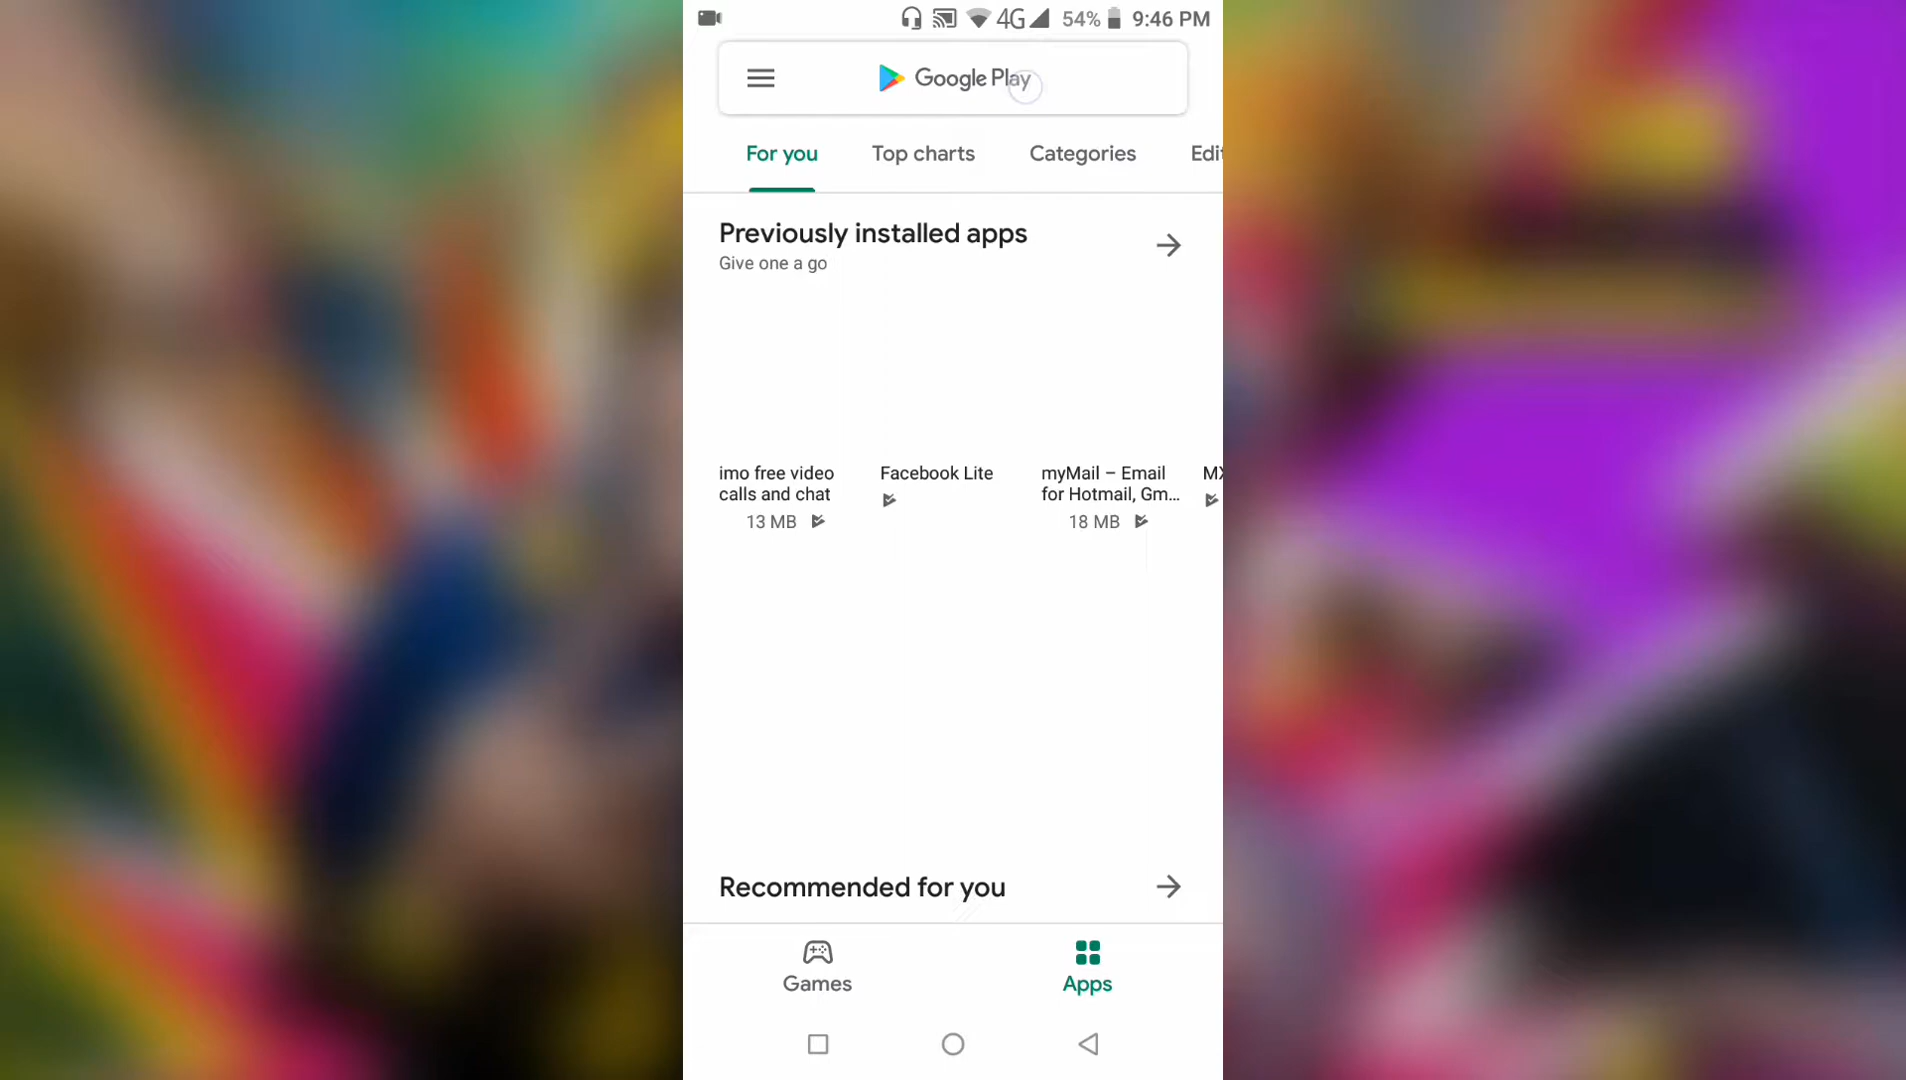 4G 54% 9:46 PM
Google Play
For you Top charts Categories Edit
Previously installed apps
Give one a go
imo free video
calls and chat
13 MB
Facebook Lite
myMail – Email
for Hotmail, Gm...
18 MB
MX
Recommended for you
Games Apps